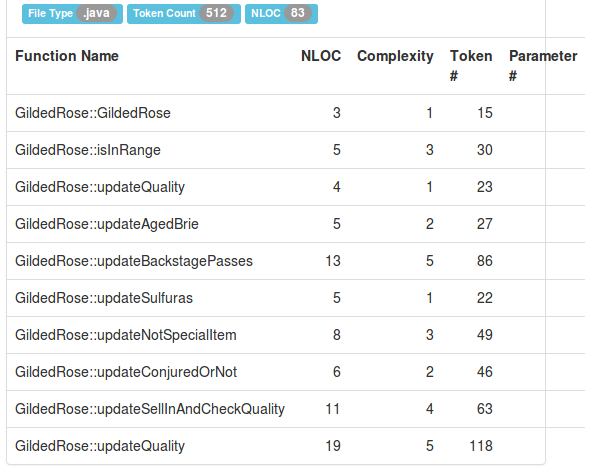 File Type .java Token Count 512 NLOC 83
Function Name NLOC Complexity Token # Parameter #
GildedRose::GildedRose 3 1 15
GildedRose::isInRange 5 3 30
GildedRose::updateQuality 4 1 23
GildedRose::updateAgedBrie 5 2 27
GildedRose::updateBackstagePasses 13 5 86
GildedRose::updateSulfuras 5 1 22
GildedRose::updateNotSpecialItem 8 3 49
GildedRose::updateConjuredOrNot 6 2 46
GildedRose::updateSellInAndCheckQuality 11 4 63
GildedRose::updateQuality 19 5 118